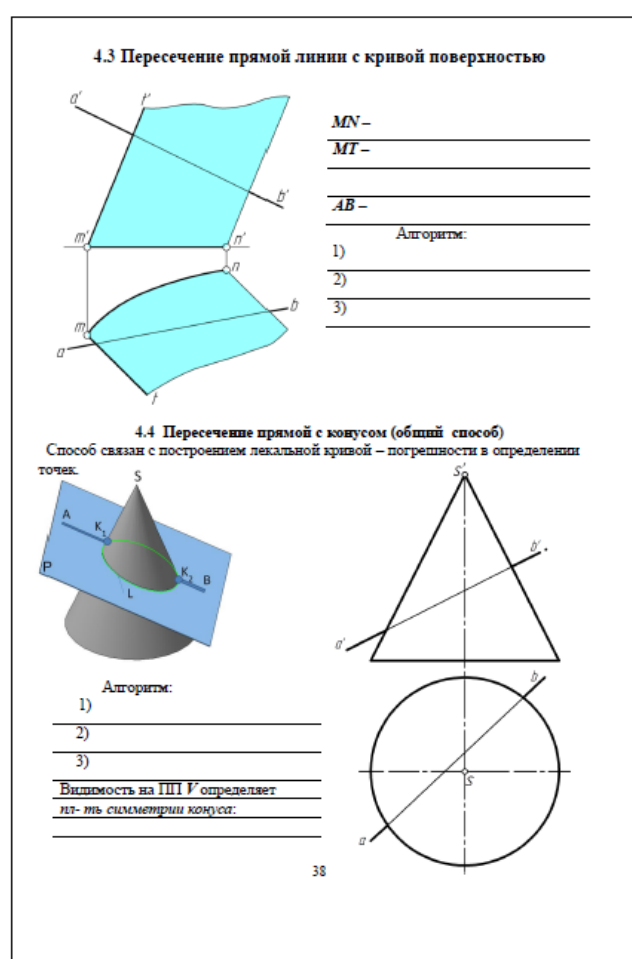 4.3 Пересечение прямой линии с кривой поверхностью
a'
t'
b'
m'
n'
n
m
b
a
t
MN –
MT –
AB –
Алгоритм:
1)
2)
3)
4.4 Пересечение прямой с конусом (общий способ)
Способ связан с построением лекальной кривой – погрешности в определении
точек.
S
A
K1
K2
B
P
L
s'
b'
a'
b
s
a
Алгоритм:
1)
2)
3)
Видимость на ПП V определяет
пл- ть симметрии конуса:
38